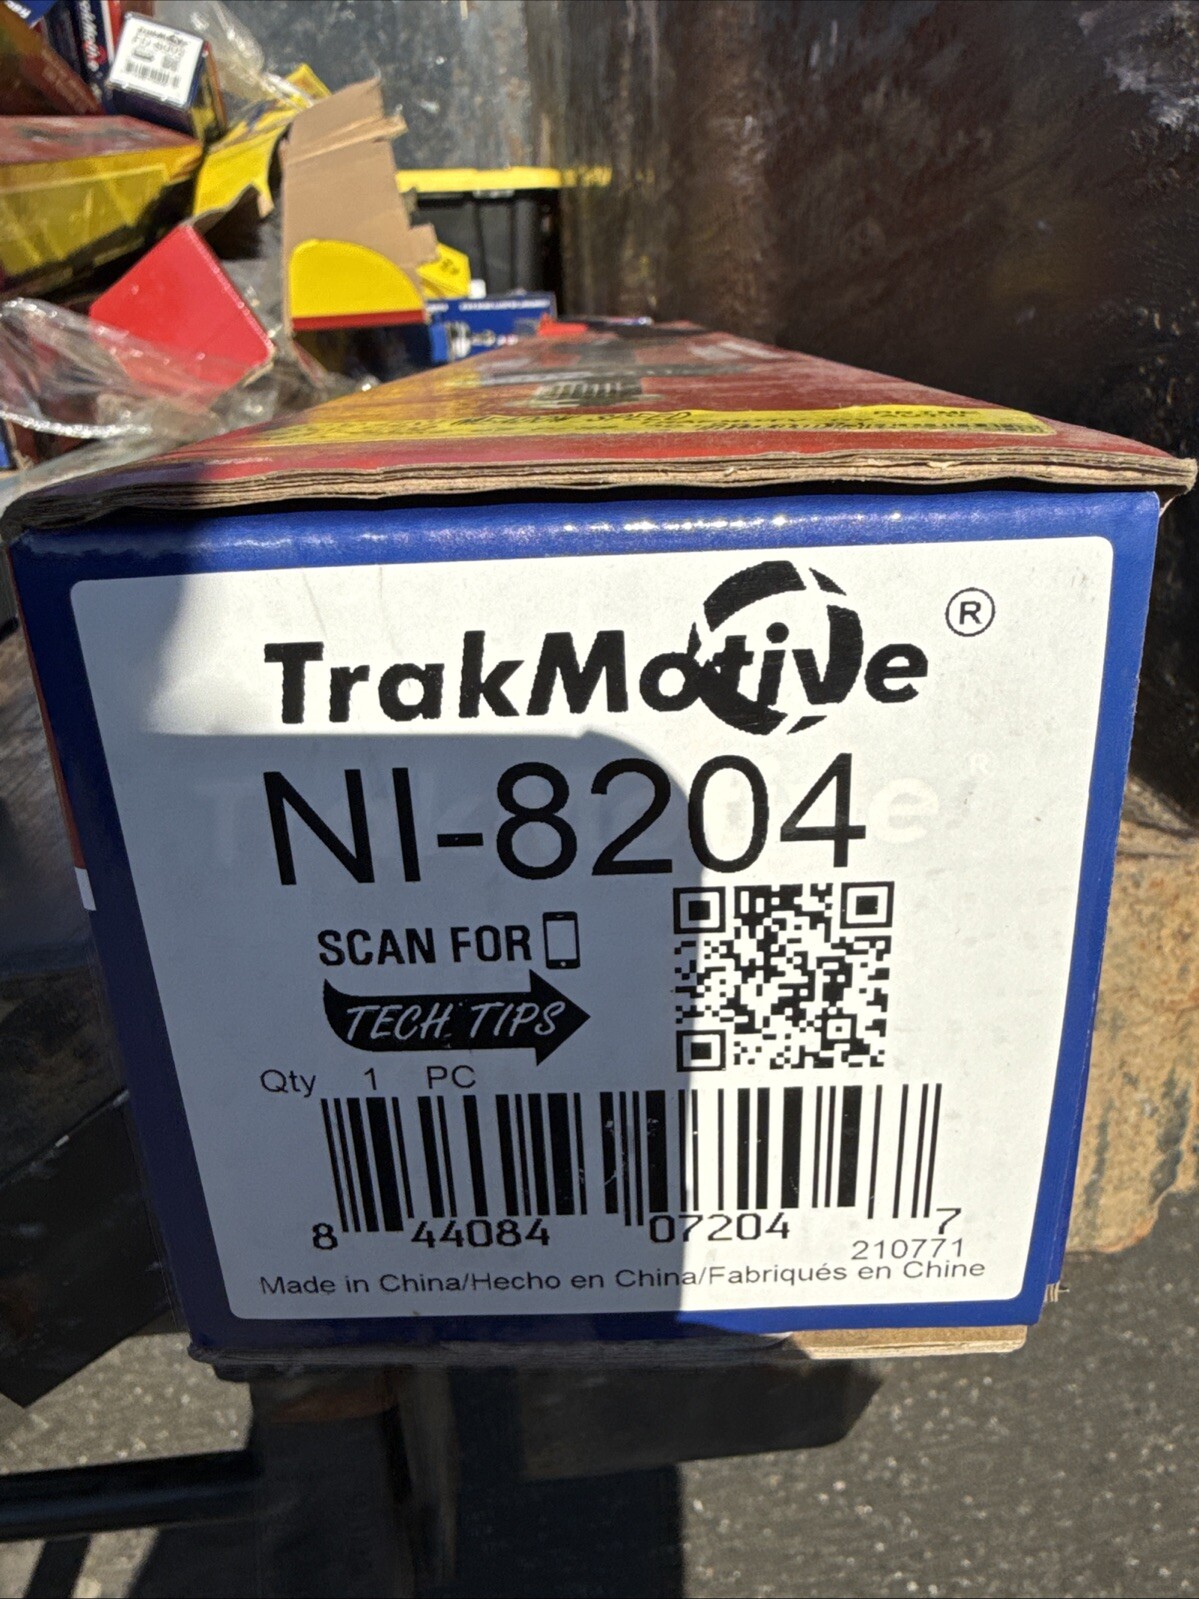 TrakMotive®
NI-8204
SCAN FOR
TECH TIPS
Qty 1 PC
8 44084 07204 7
210771
Made in China/Hecho en China/Fabriqués en Chine